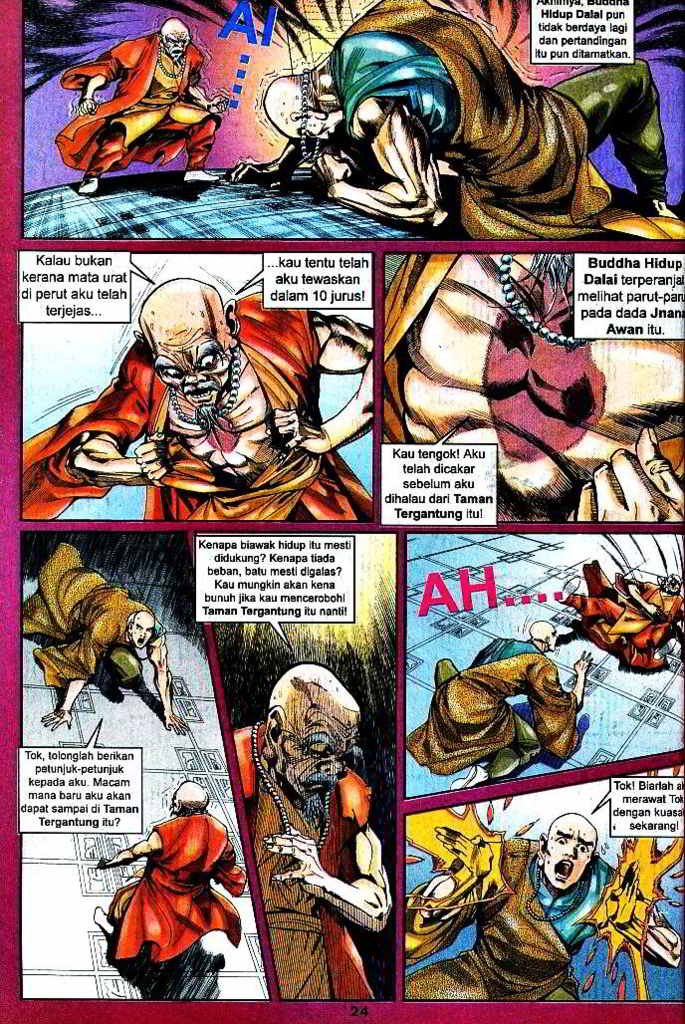 Akhirnya, Buddha
Hidup Dalai pun
tidak berdaya lagi
dan pertandingan
itu pun ditamatkan.
AI
....
Kalau bukan
kerana mata urat
di perut aku telah
terjejas...
...kau tentu telah
aku tewaskan
dalam 10 jurus!
Buddha Hidup
Dalai terperanjat
melihat parut-parut
pada dada Jnana
Awan itu.
Kau tengok! Aku
telah dicakar
sebelum aku
dihalau dari Taman
Tergantung itu!
Kenapa biawak hidup itu mesti
didukung? Kenapa tiada
beban, batu mesti digalas?
Kau mungkin akan kena
bunuh jika kau mencerobohi
Taman Tergantung itu nanti!
Tok, tolonglah berikan
petunjuk-petunjuk
kepada aku. Macam
mana baru aku akan
dapat sampai di Taman
Tergantung itu?
AH....
Tok! Biarlah
merawat Tok
dengan kuasa
sekarang!
24